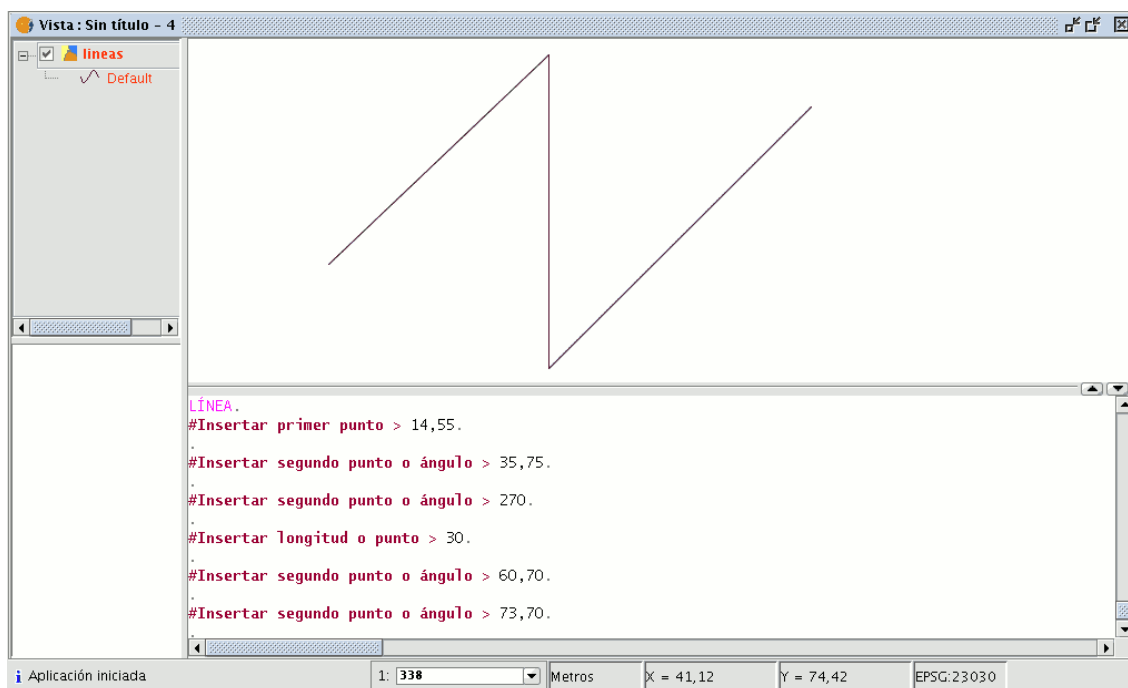 Vista : Sin título - 4
lineas
Default
LÍNEA.
#Insertar primer punto > 14,55.
.
#Insertar segundo punto o ángulo > 35,75.
.
#Insertar segundo punto o ángulo > 270.
.
#Insertar longitud o punto > 30.
.
#Insertar segundo punto o ángulo > 60,70.
.
#Insertar segundo punto o ángulo > 73,70.
.
Aplicación iniciada
1: 338
Metros
X = 41,12
Y = 74,42
EPSG:23030